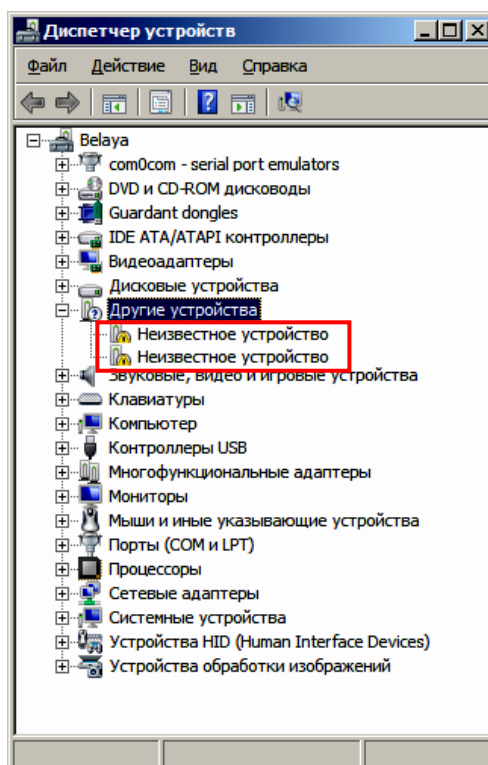 Диспетчер устройств
Файл Действие Вид Справка
Belaya
com0com - serial port emulators
DVD и CD-ROM дисководы
Guardant dongles
IDE ATA/ATAPI контроллеры
Видеоадаптеры
Дисковые устройства
Другие устройства
Неизвестное устройство
Неизвестное устройство
Звуковые, видео и игровые устройства
Клавиатуры
Компьютер
Контроллеры USB
Многофункциональные адаптеры
Мониторы
Мыши и иные указывающие устройства
Порты (COM и LPT)
Процессоры
Сетевые адаптеры
Системные устройства
Устройства HID (Human Interface Devices)
Устройства обработки изображений